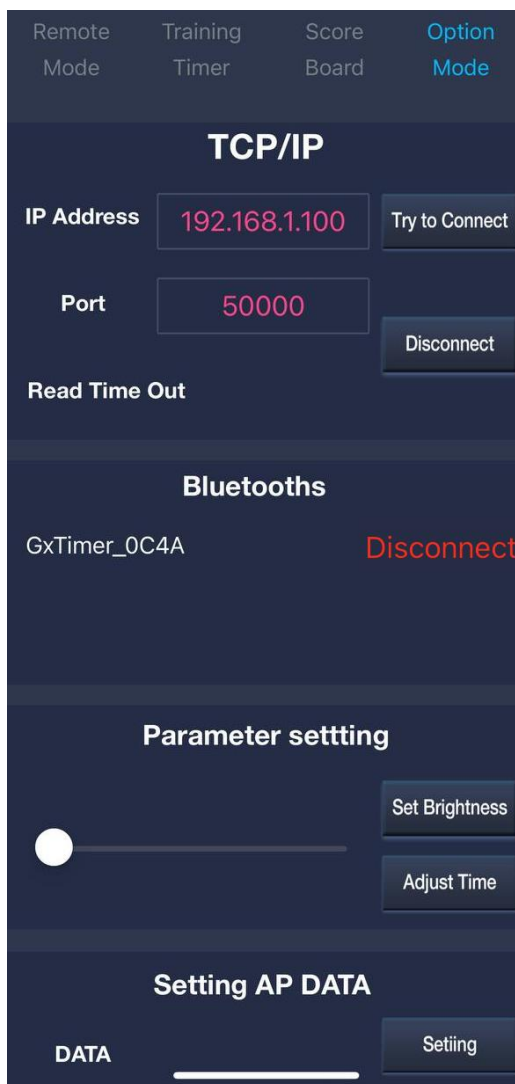 Remote Training Score Option
Mode Timer Board Mode
TCP/IP
IP Address 192.168.1.100 Try to Connect
Port 50000
Disconnect
Read Time Out
Bluetooths
GxTimer_0C4A Disconnect
Parameter settting
Set Brightness
Adjust Time
Setting AP DATA
DATA Setiing